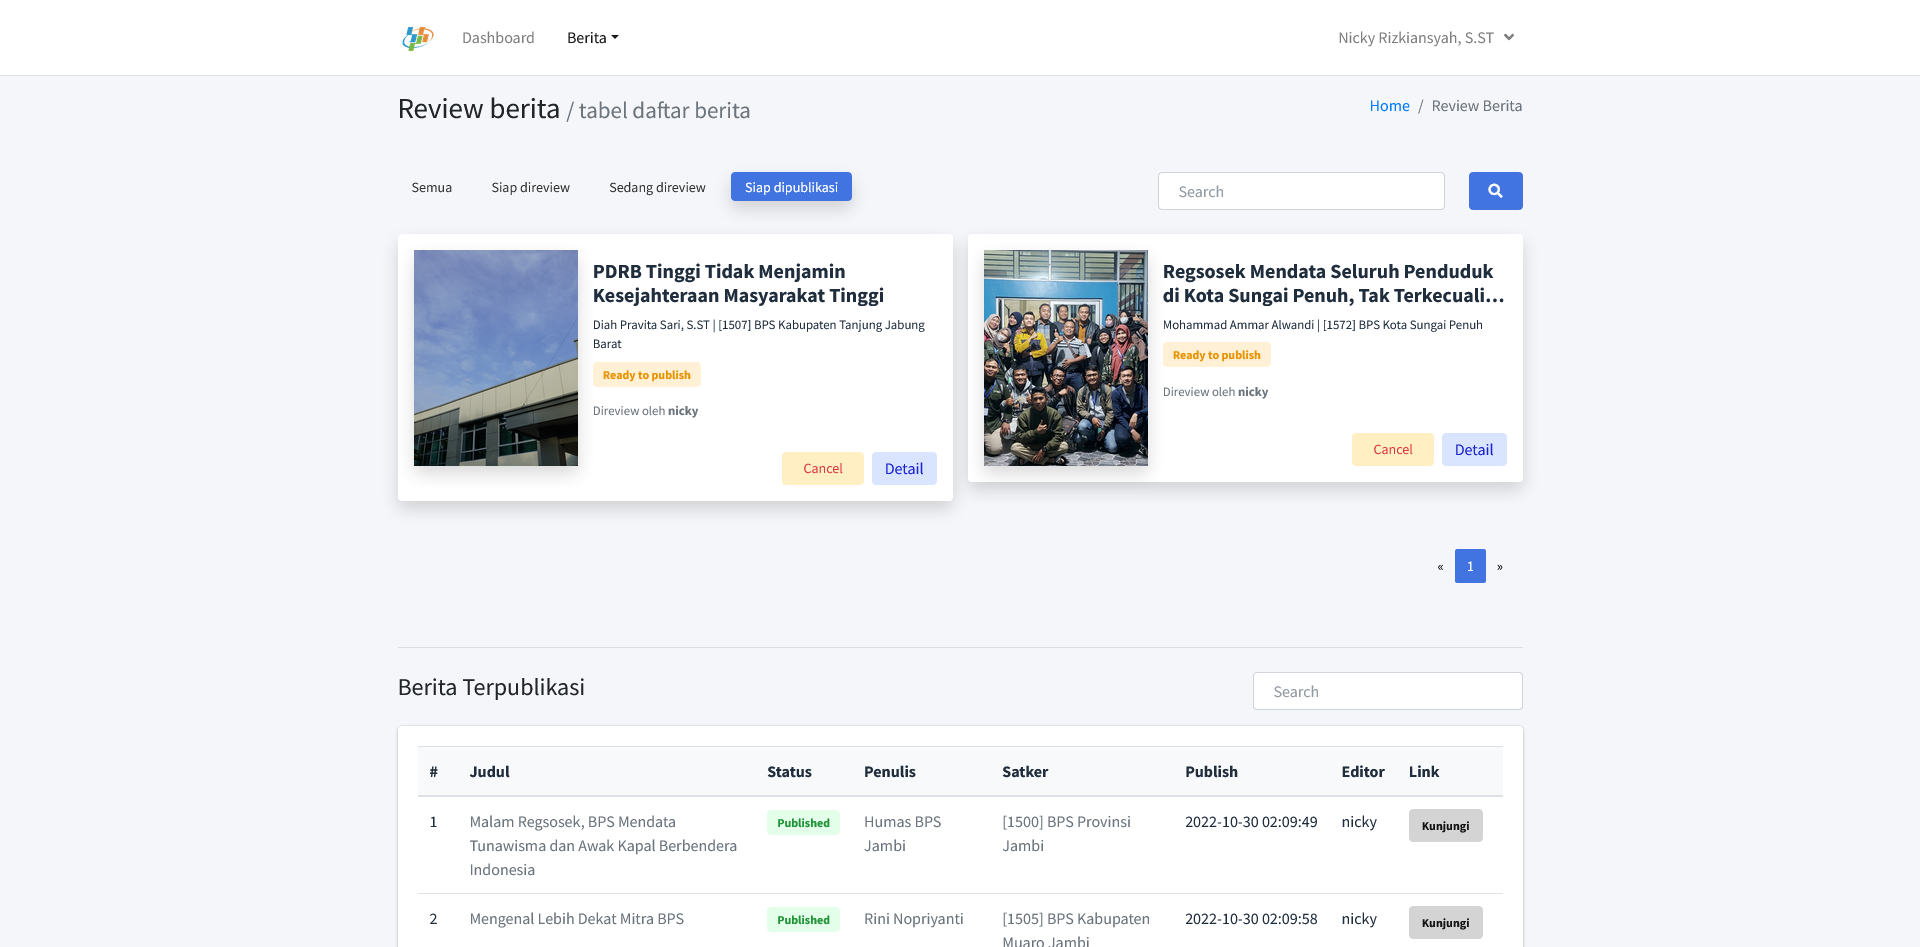 Dashboard
Berita
Nicky Rizkiansyah, S.ST
Review berita / tabel daftar berita
Home / Review Berita
Semua
Siap direview
Sedang direview
Siap dipublikasi
Search
PDRB Tinggi Tidak Menjamin
Kesejahteraan Masyarakat Tinggi
Diah Pravita Sari, S.ST | [1507] BPS Kabupaten Tanjung Jabung
Barat
Ready to publish
Direview oleh nicky
Cancel
Detail
Regsosek Mendata Seluruh Penduduk
di Kota Sungai Penuh, Tak Terkecuali...
Mohammad Ammar Alwandi | [1572] BPS Kota Sungai Penuh
Ready to publish
Direview oleh nicky
Cancel
Detail
« 1 »
Berita Terpublikasi
Search
# Judul Status Penulis Satker Publish Editor Link
1 Malam Regsosek, BPS Mendata Published Humas BPS [1500] BPS Provinsi 2022-10-30 02:09:49 nicky Kunjungi
Tunawisma dan Awak Kapal Berbendera Jambi Jambi
Indonesia
2 Mengenal Lebih Dekat Mitra BPS Published Rini Nopriyanti [1505] BPS Kabupaten 2022-10-30 02:09:58 nicky Kunjungi
Muaro Jambi